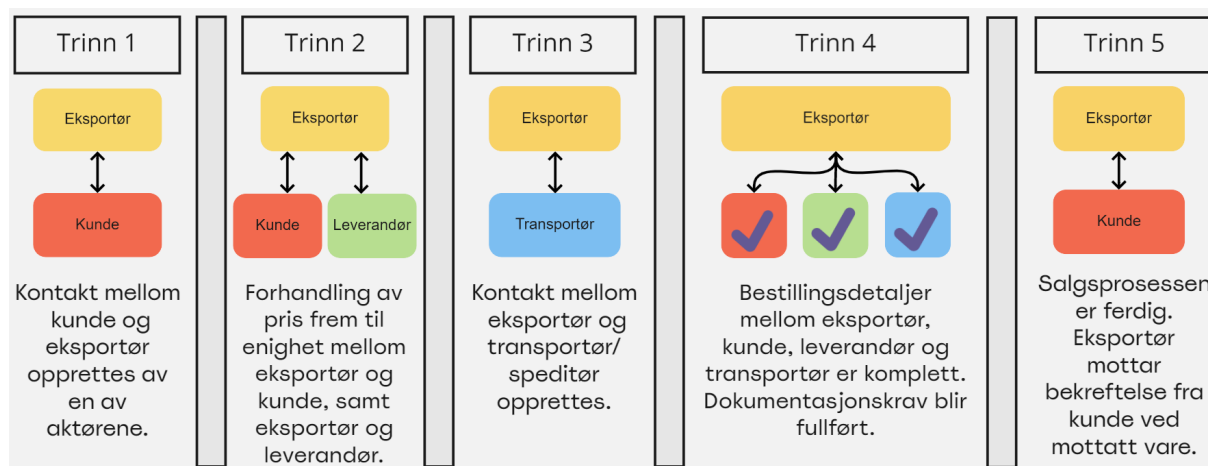 Trinn 1
Eksportør
Kunde
Kontakt mellom
kunde og
eksportør
opprettes av
en av
aktørene.
Trinn 2
Eksportør
Kunde
Leverandør
Forhandling av
pris frem til
enighet mellom
eksportør og
kunde, samt
eksportør og
leverandør.
Trinn 3
Eksportør
Transportør
Kontakt mellom
eksportør og
transportør/
speditør
opprettes.
Trinn 4
Eksportør
Bestillingsdetaljer
mellom eksportør,
kunde, leverandør og
transportør er komplett.
Dokumentasjonskrav blir
fullført.
Trinn 5
Eksportør
Kunde
Salgsprosessen
er ferdig.
Eksportør
mottar
bekreftelse fra
kunde ved
mottatt vare.